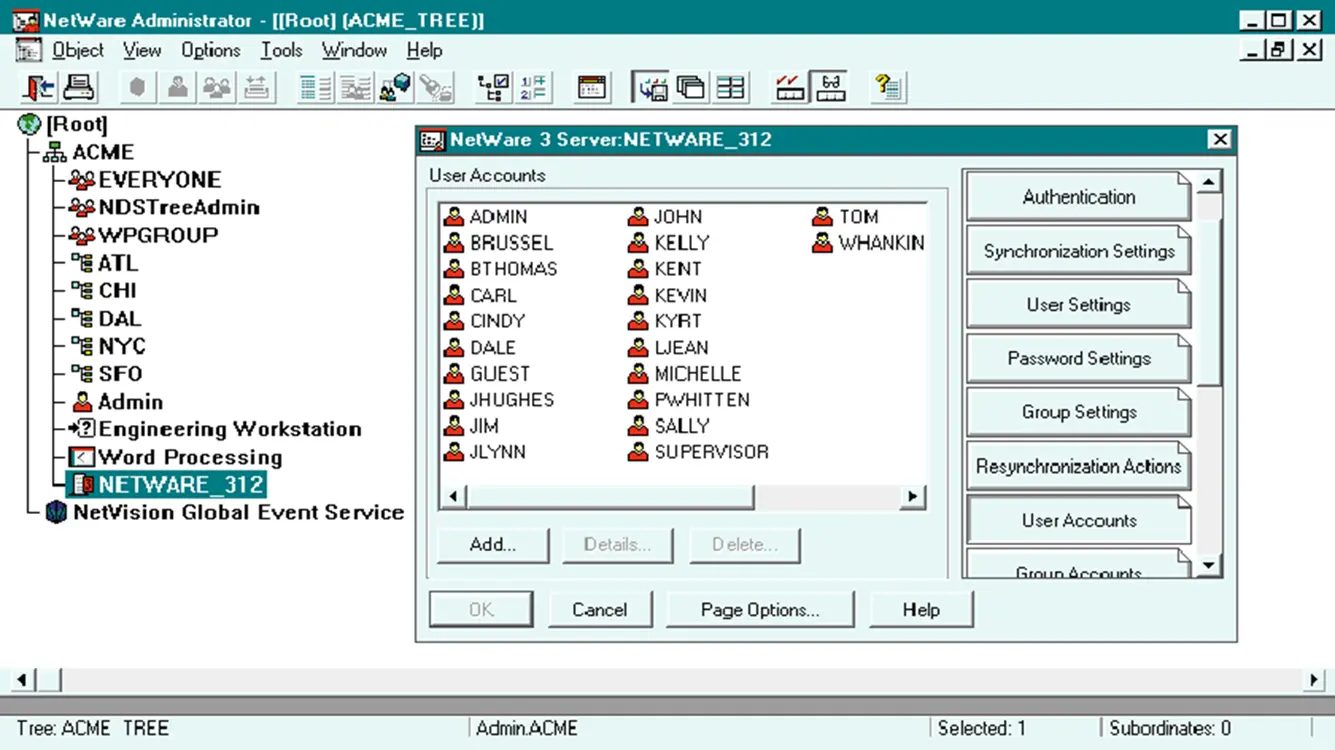 NetWare Administrator - [[Root] (ACME_TREE)]
Object View Options Tools Window Help
[Root]
ACME
EVERYONE
NDSTreeAdmin
WPGROUP
ATL
CHI
DAL
NYC
SFO
Admin
Engineering Workstation
Word Processing
NETWARE_312
NetVision Global Event Service
NetWare 3 Server:NETWARE_312
User Accounts
ADMIN JOHN TOM
BRUSSEL KELLY WHANKIN
BTHOMAS KENT
CARL KEVIN
CINDY KYRT
DALE LJEAN
GUEST MICHELLE
JHUGHES PWHITTEN
JIM SALLY
JLYNN SUPERVISOR
Add... Details... Delete...
OK Cancel Page Options... Help
Authentication
Synchronization Settings
User Settings
Password Settings
Group Settings
Resynchronization Actions
User Accounts
Group Accounts
Tree: ACME TREE Admin.ACME Selected: 1 Subordinates: 0